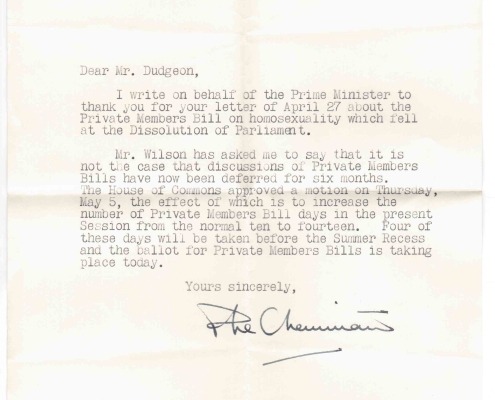 Dear Mr. Dudgeon,
I write on behalf of the Prime Minister to
thank you for your letter of April 27 about the
Private Members Bill on homosexuality which fell
at the Dissolution of Parliament.
Mr. Wilson has asked me to say that it is
not the case that discussions of Private Members
Bills have now been deferred for six months.
The House of Commons approved a motion on Thursday,
May 5, the effect of which is to increase the
number of Private Members Bill days in the present
Session from the normal ten to fourteen. Four of
these days will be taken before the Summer Recess
and the ballot for Private Members Bills is taking
place today.
Yours sincerely,